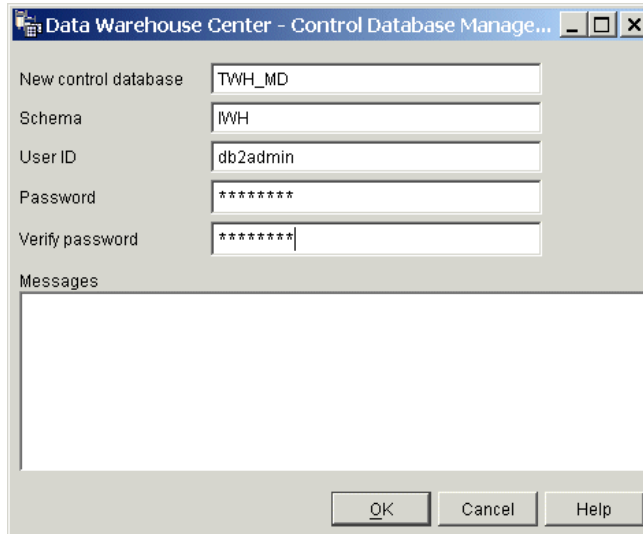 Data Warehouse Center - Control Database Manage...
New control database TWH_MD
Schema IWH
User ID db2admin
Password ********
Verify password ********
Messages
OK Cancel Help